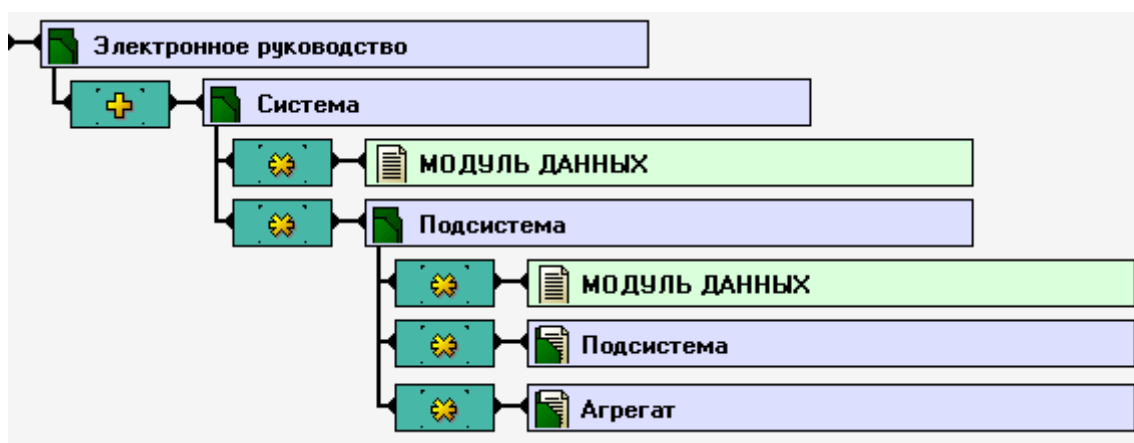 Электронное руководство
Система
МОДУЛЬ ДАННЫХ
Подсистема
МОДУЛЬ ДАННЫХ
Подсистема
Агрегат